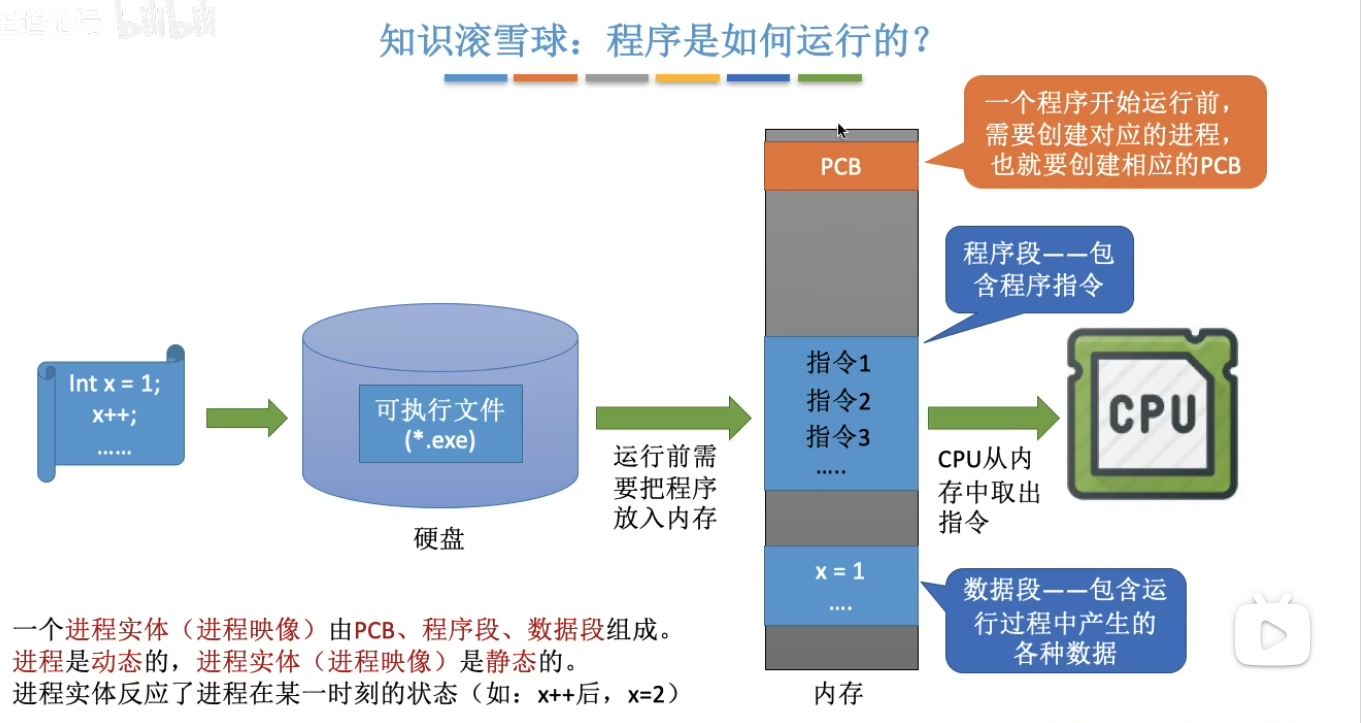 知识滚雪球：程序是如何运行的？
一个程序开始运行前，
需要创建对应的进程，
也就要创建相应的PCB
PCB
程序段——包
含程序指令
Int x = 1;
x++;
……
可执行文件
(*.exe)
硬盘
运行前需
要把程序
放入内存
指令1
指令2
指令3
…..
CPU从内
存中取出
指令
CPU
x = 1
….
数据段——包含运
行过程中产生的
各种数据
内存
一个进程实体（进程映像）由PCB、程序段、数据段组成。
进程是动态的，进程实体（进程映像）是静态的。
进程实体反应了进程在某一时刻的状态（如：x++后，x=2）